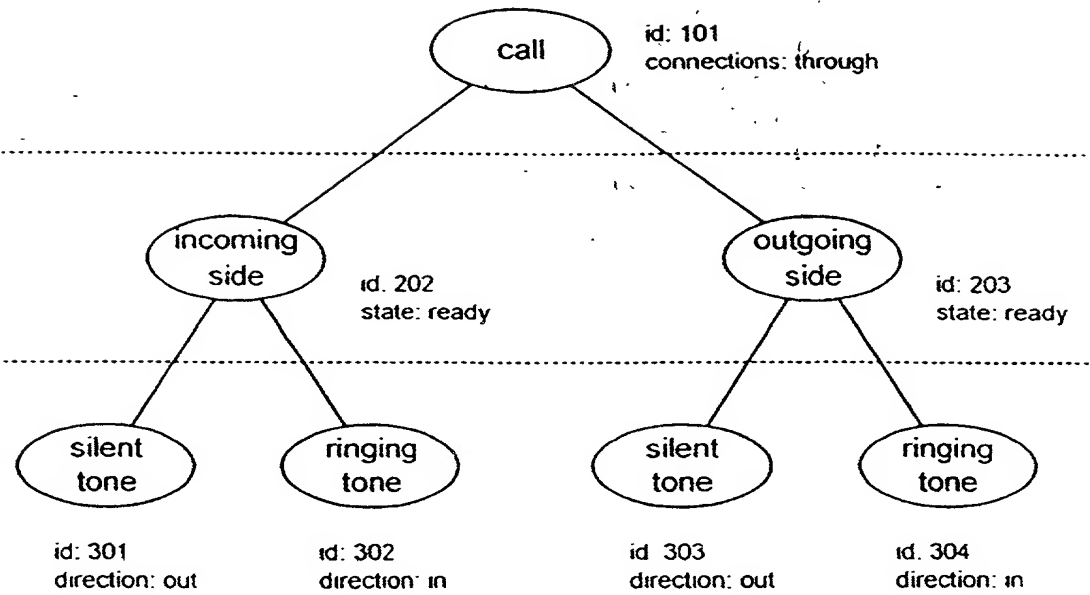 call
id: 101
connections: through
incoming
side
id. 202
state: ready
outgoing
side
id: 203
state: ready
silent
tone
ringing
tone
silent
tone
ringing
tone
id: 301
direction: out
id: 302
direction: in
id 303
direction: out
id. 304
direction: in